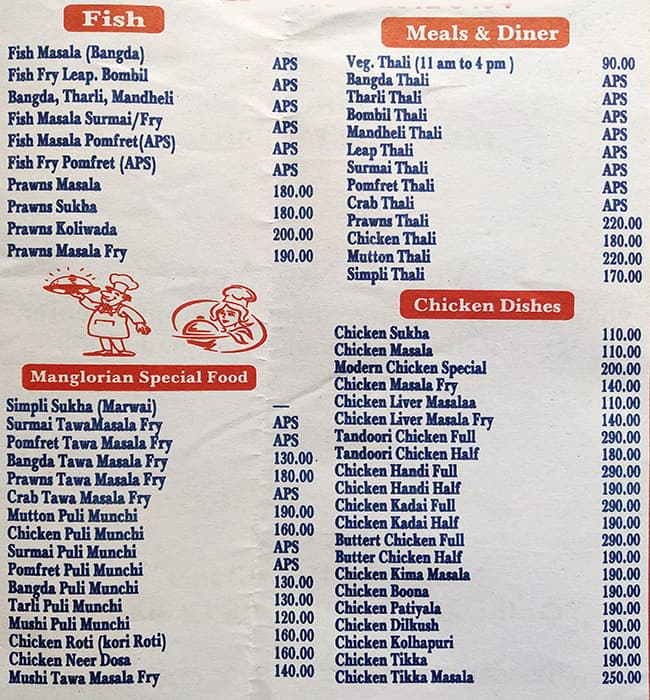 Fish
Fish Masala (Bangda) APS
Fish Fry Leap. Bombil APS
Bangda, Tharli, Mandheli APS
Fish Masala Surmai/Fry APS
Fish Masala Pomfret(APS) APS
Fish Fry Pomfret (APS) APS
Prawns Masala 180.00
Prawns Sukha 180.00
Prawns Koliwada 200.00
Prawns Masala Fry 190.00
Manglorian Special Food
Simpli Sukha (Marwai) —
Surmai TawaMasala Fry APS
Pomfret TawaMasala Fry APS
Bangda Tawa Masala Fry 130.00
Prawns Tawa Masala Fry 180.00
Crab Tawa Masala Fry APS
Mutton Puli Munchi 190.00
Chicken Puli Munchi 160.00
Surmai Puli Munchi APS
Pomfret Puli Munchi APS
Bangda Puli Munchi 130.00
Tarli Puli Munchi 130.00
Mushi Puli Munchi 120.00
Chicken Roti (kori Roti) 160.00
Chicken Neer Dosa 160.00
Mushi Tawa Masala Fry 140.00
Meals & Diner
Veg. Thali (11 am to 4 pm ) 90.00
Bangda Thali APS
Tharli Thali APS
Bombil Thali APS
Mandheli Thali APS
Leap Thali APS
Surmai Thali APS
Pomfret Thali APS
Crab Thali APS
Prawns Thali 220.00
Chicken Thali 180.00
Mutton Thali 220.00
Simpli Thali 170.00
Chicken Dishes
Chicken Sukha 110.00
Chicken Masala 110.00
Modern Chicken Special 200.00
Chicken Masala Fry 140.00
Chicken Liver Masalaa 110.00
Chicken Liver Masala Fry 140.00
Tandoori Chicken Full 290.00
Tandoori Chicken Half 180.00
Chicken Handi Full 290.00
Chicken Handi Half 190.00
Chicken Kadai Full 290.00
Chicken Kadai Half 190.00
Buttert Chicken Full 290.00
Butter Chicken Half 190.00
Chicken Kima Masala 190.00
Chicken Boona 190.00
Chicken Patiyala 190.00
Chicken Dilkush 190.00
Chicken Kolhapuri 160.00
Chicken Tikka 190.00
Chicken Tikka Masala 250.00